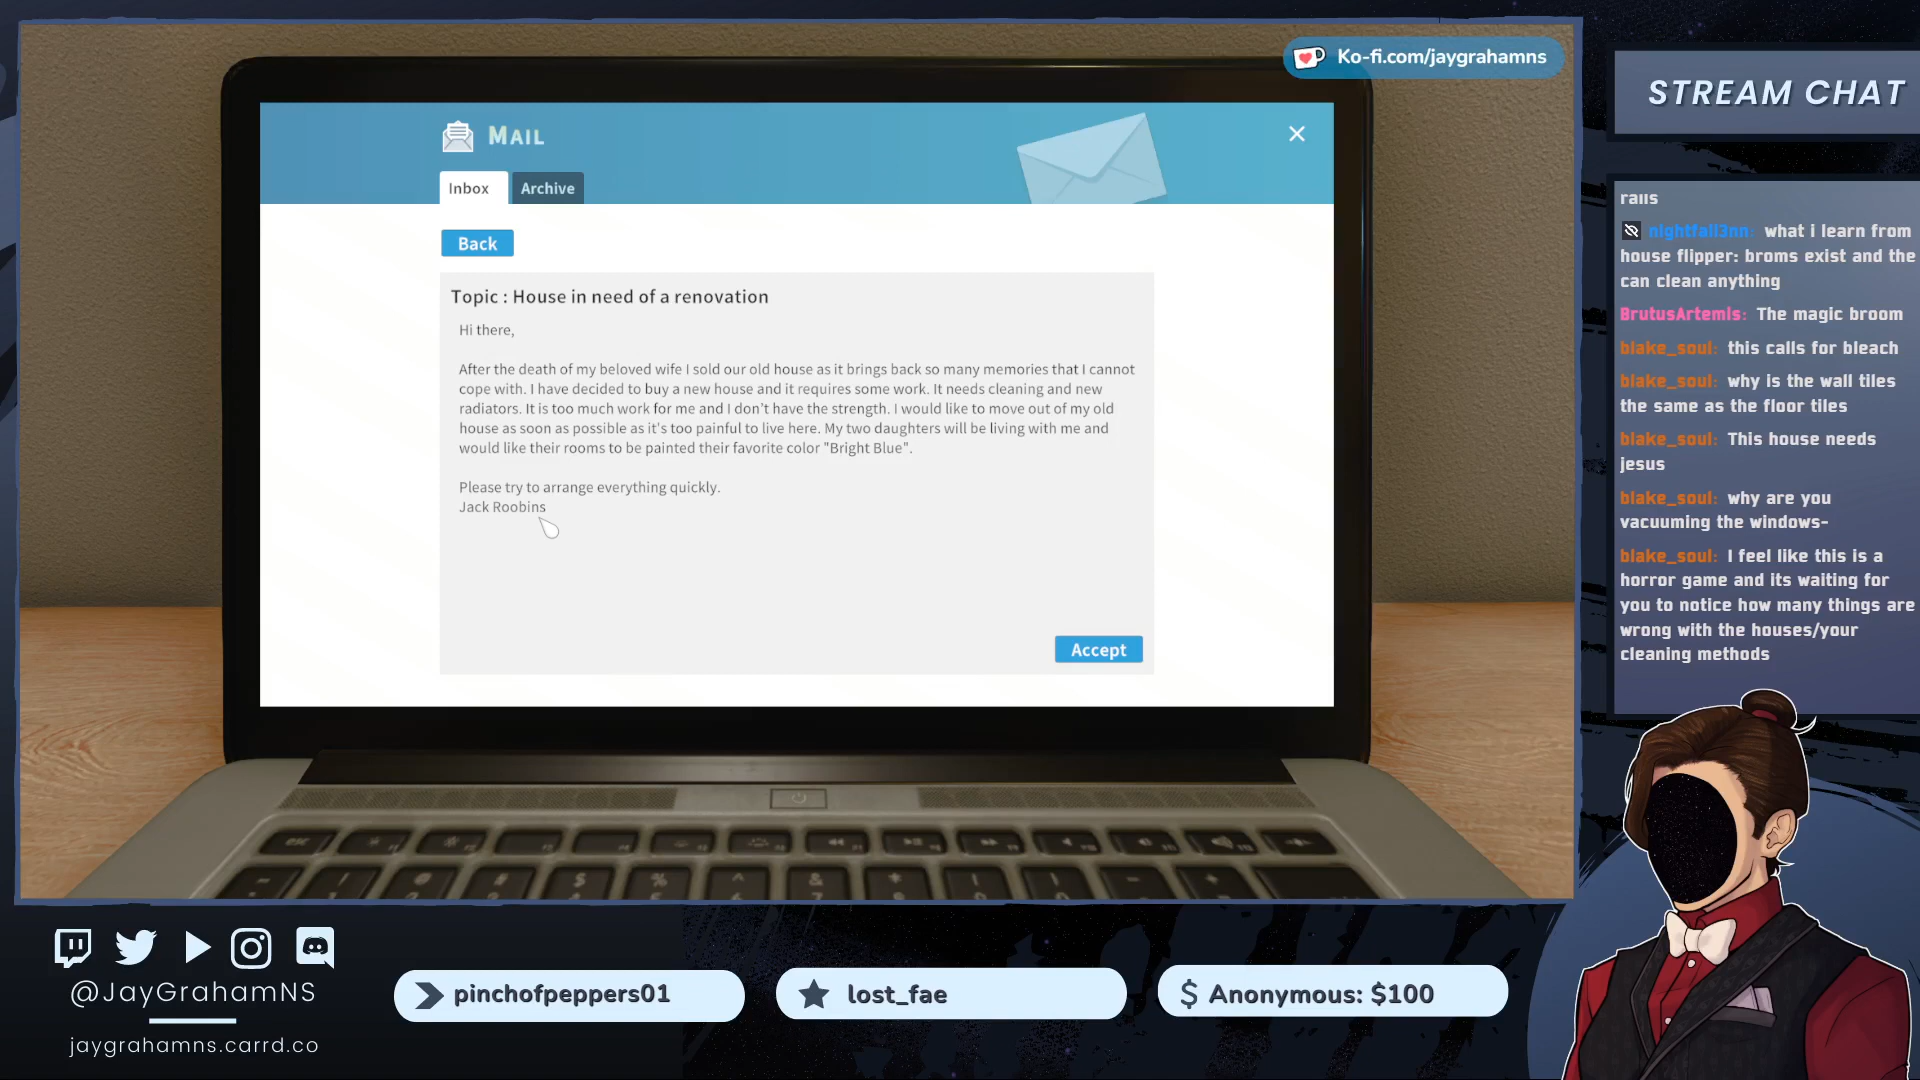 Ko-fi.com/jaygrahamns
MAIL
Inbox
Archive
Back
Topic : House in need of a renovation
Hi there,
After the death of my beloved wife I sold our old house as it brings back so many memories that I cannot
cope with. I have decided to buy a new house and it requires some work. It needs cleaning and new
radiators. It is too much work for me and I don't have the strength. I would like to move out of my old
house as soon as possible as it's too painful to live here. My two daughters will be living with me and
would like their rooms to be painted their favorite color "Bright Blue".
Please try to arrange everything quickly.
Jack Roobins
Accept
esc
STREAM CHAT
rails
nightfall3nn: what i learn from
house flipper: broms exist and the
can clean anything
BrutusArtemis: The magic broom
blake_soul: this calls for bleach
blake_soul: why is the wall tiles
the same as the floor tiles
blake_soul: This house needs
jesus
blake_soul: why are you
vacuuming the windows-
blake_soul: I feel like this is a
horror game and its waiting for
you to notice how many things are
wrong with the houses/your
cleaning methods
@JayGrahamNS
jaygrahamns.carrd.co
pinchofpeppers01
lost_fae
$ Anonymous: $100